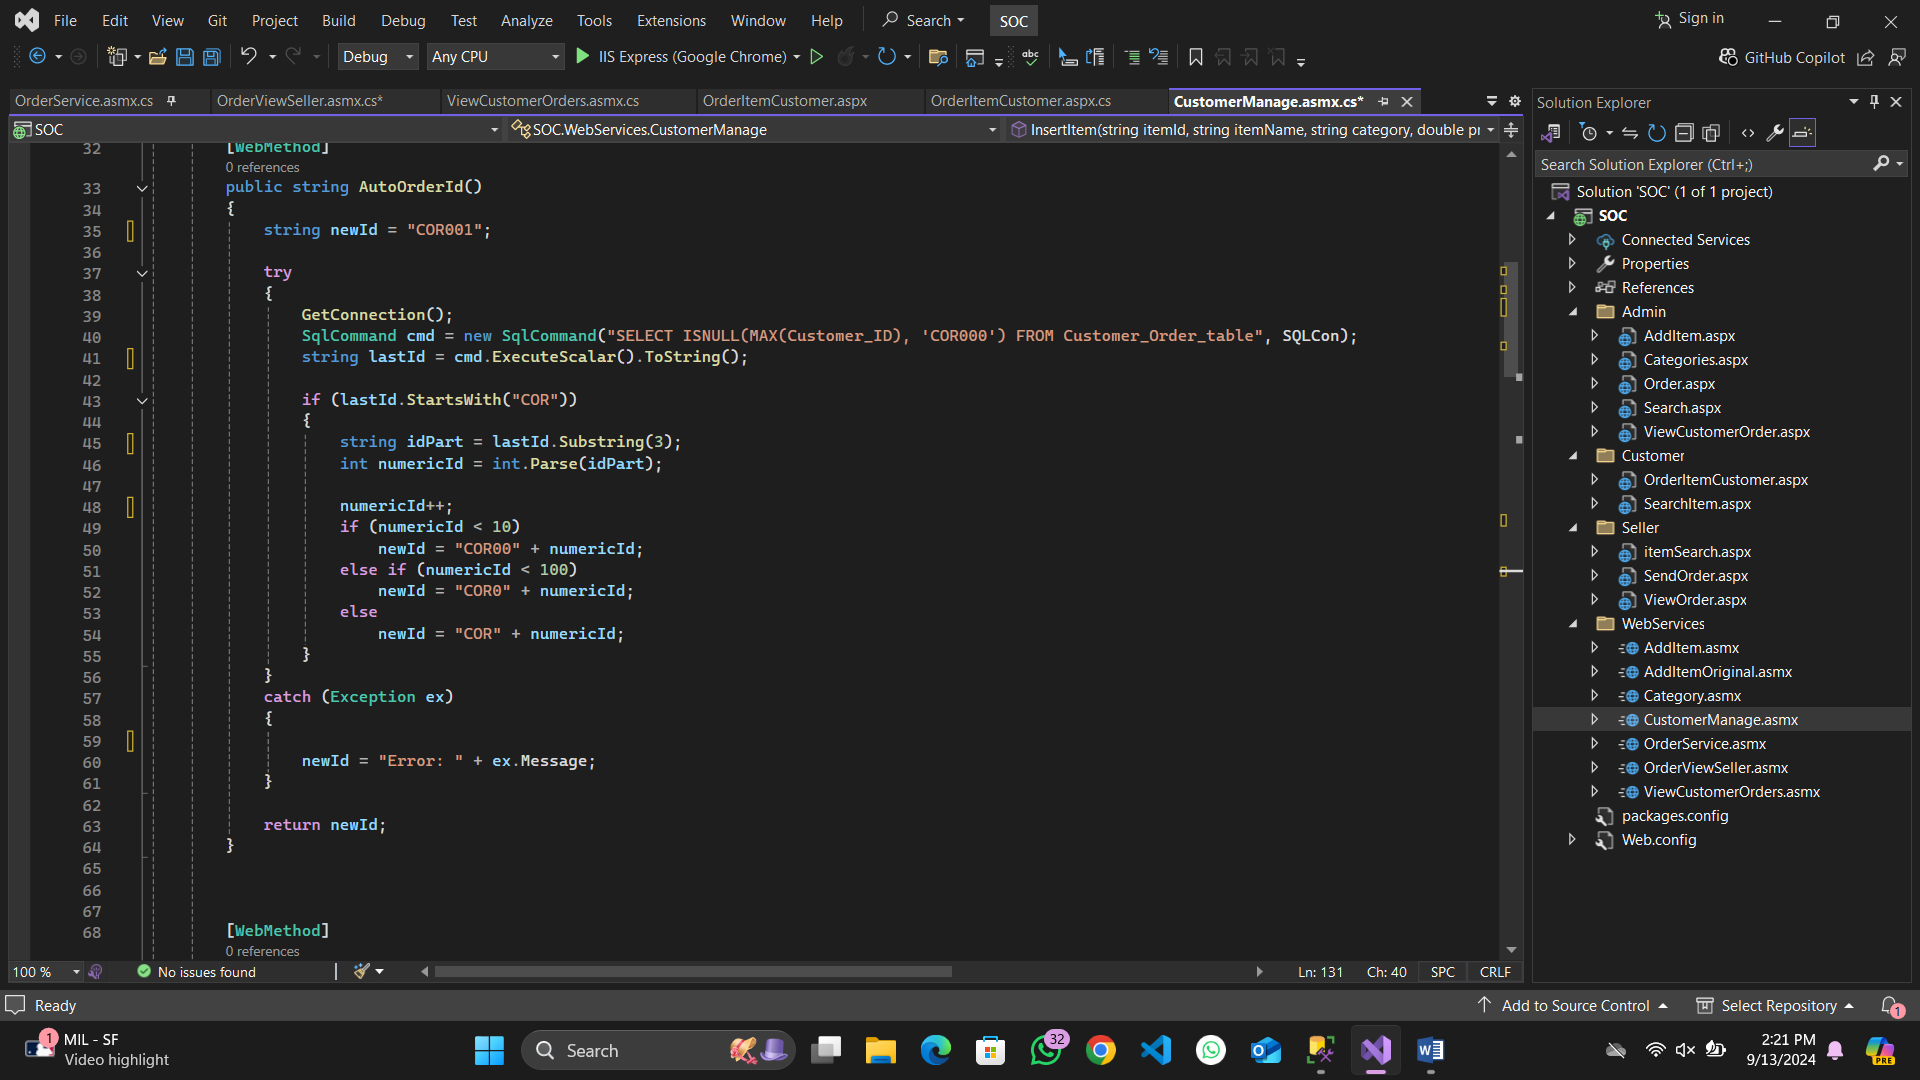 File Edit View Git Project Build Debug Test Analyze Tools Extensions Window Help Search SOC Sign in
Debug Any CPU IIS Express (Google Chrome) GitHub Copilot
OrderService.asmx.cs OrderViewSeller.asmx.cs* ViewCustomerOrders.asmx.cs OrderItemCustomer.aspx OrderItemCustomer.aspx.cs CustomerManage.asmx.cs*
SOC SOC.WebServices.CustomerManage InsertItem(string itemId, string itemName, string category, double pr
32 [WebMethod]
0 references
33 public string AutoOrderId()
34 {
35 string newId = "COR001";
36
37 try
38 {
39 GetConnection();
40 SqlCommand cmd = new SqlCommand("SELECT ISNULL(MAX(Customer_ID), 'COR000') FROM Customer_Order_table", SQLCon);
41 string lastId = cmd.ExecuteScalar().ToString();
42
43 if (lastId.StartsWith("COR"))
44 {
45 string idPart = lastId.Substring(3);
46 int numericId = int.Parse(idPart);
47
48 numericId++;
49 if (numericId < 10)
50 newId = "COR00" + numericId;
51 else if (numericId < 100)
52 newId = "COR0" + numericId;
53 else
54 newId = "COR" + numericId;
55 }
56 }
57 catch (Exception ex)
58 {
59
60 newId = "Error: " + ex.Message;
61 }
62
63 return newId;
64 }
65
66
67
68 [WebMethod]
0 references
100 % No issues found Ln: 131 Ch: 40 SPC CRLF
Solution Explorer
Search Solution Explorer (Ctrl+;)
Solution 'SOC' (1 of 1 project)
SOC
Connected Services
Properties
References
Admin
AddItem.aspx
Categories.aspx
Order.aspx
Search.aspx
ViewCustomerOrder.aspx
Customer
OrderItemCustomer.aspx
SearchItem.aspx
Seller
itemSearch.aspx
SendOrder.aspx
ViewOrder.aspx
WebServices
AddItem.asmx
AddItemOriginal.asmx
Category.asmx
CustomerManage.asmx
OrderService.asmx
OrderViewSeller.asmx
ViewCustomerOrders.asmx
packages.config
Web.config
Ready Add to Source Control Select Repository 1
1 MIL - SF
Video highlight
Search 32 PRE
2:21 PM
9/13/2024